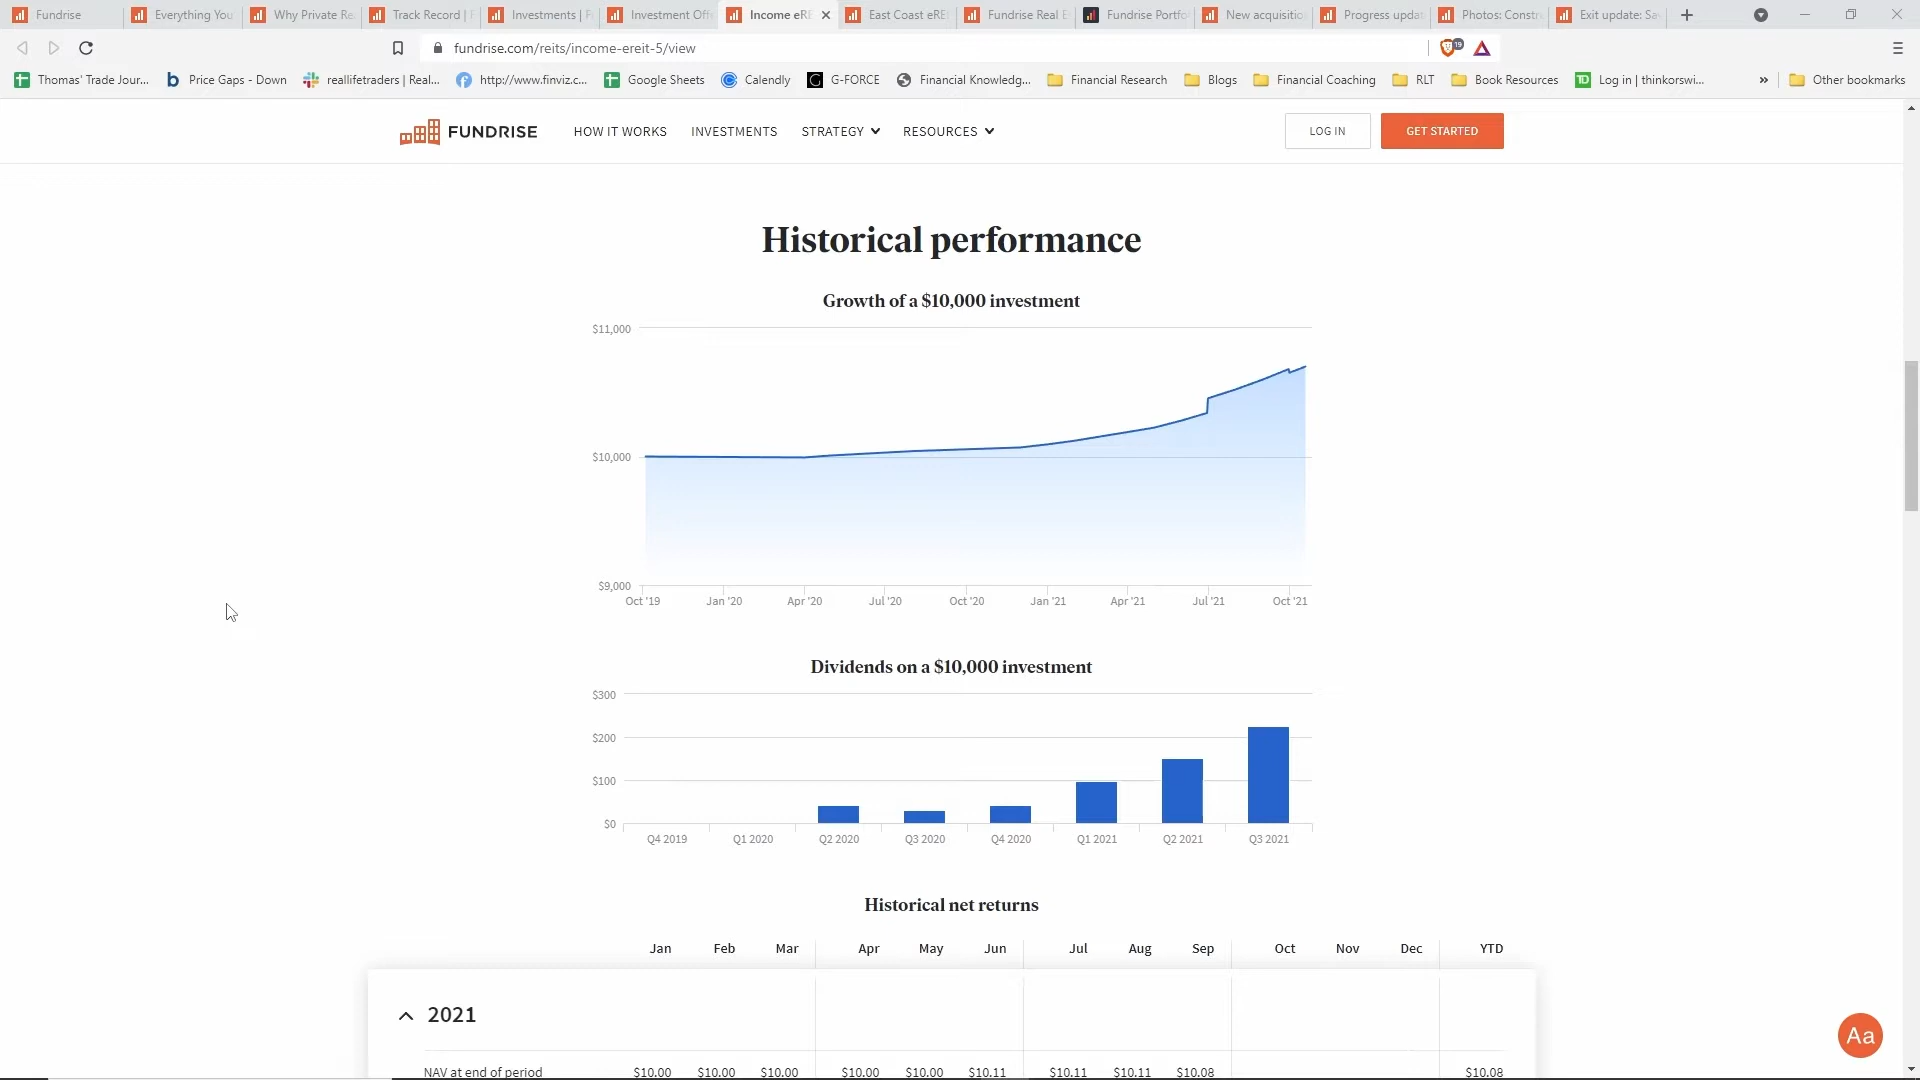 Fundrise
Everything You
Why Private Re
Track Record | F
Investments | F
Investment Off
Income eRE
East Coast eRE
Fundrise Real E
Fundrise Portfo
New acquisitio
Progress updat
Photos: Constr
Exit update: Sa
fundrise.com/reits/income-ereit-5/view
19
Thomas' Trade Jour...
Price Gaps - Down
reallifetraders | Real...
http://www.finviz.c...
Google Sheets
Calendly
G-FORCE
Financial Knowledg...
Financial Research
Blogs
Financial Coaching
RLT
Book Resources
Log in | thinkorswi...
»
Other bookmarks
FUNDRISE
HOW IT WORKS
INVESTMENTS
STRATEGY
RESOURCES
LOG IN
GET STARTED
Historical performance
Growth of a $10,000 investment
$11,000
$10,000
$9,000
Oct '19 Jan '20 Apr '20 Jul '20 Oct '20 Jan '21 Apr '21 Jul '21 Oct '21
Dividends on a $10,000 investment
$300
$200
$100
$0
Q4 2019 Q1 2020 Q2 2020 Q3 2020 Q4 2020 Q1 2021 Q2 2021 Q3 2021
Historical net returns
Jan Feb Mar Apr May Jun Jul Aug Sep Oct Nov Dec YTD
2021
NAV at end of period $10.00 $10.00 $10.00 $10.00 $10.00 $10.11 $10.11 $10.11 $10.08 $10.08
Aa